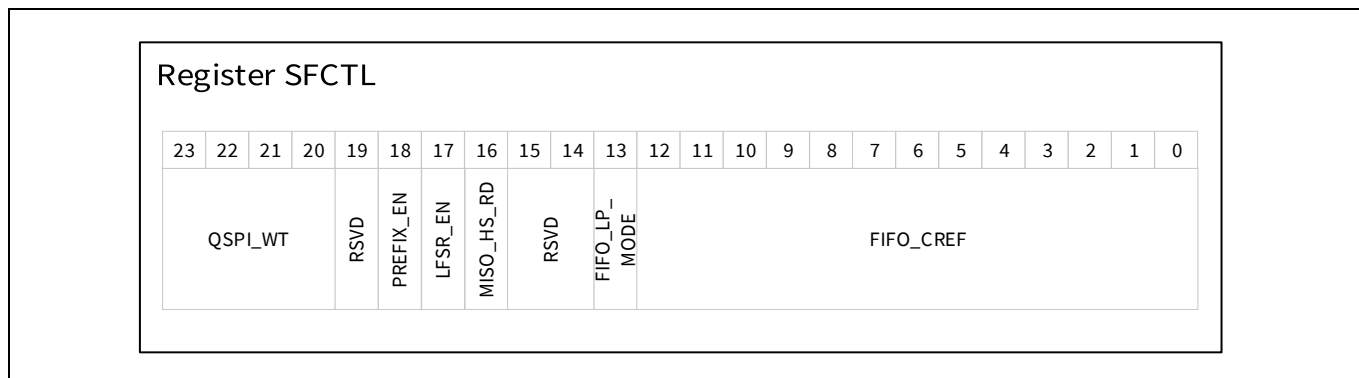 Register SFCTL
23 22 21 20 19 18 17 16 15 14 13 12 11 10 9 8 7 6 5 4 3 2 1 0
QSPI_WT
RSVD
PREFIX_EN
LFSR_EN
MISO_HS_RD
RSVD
FIFO_LP_
MODE
FIFO_CREF